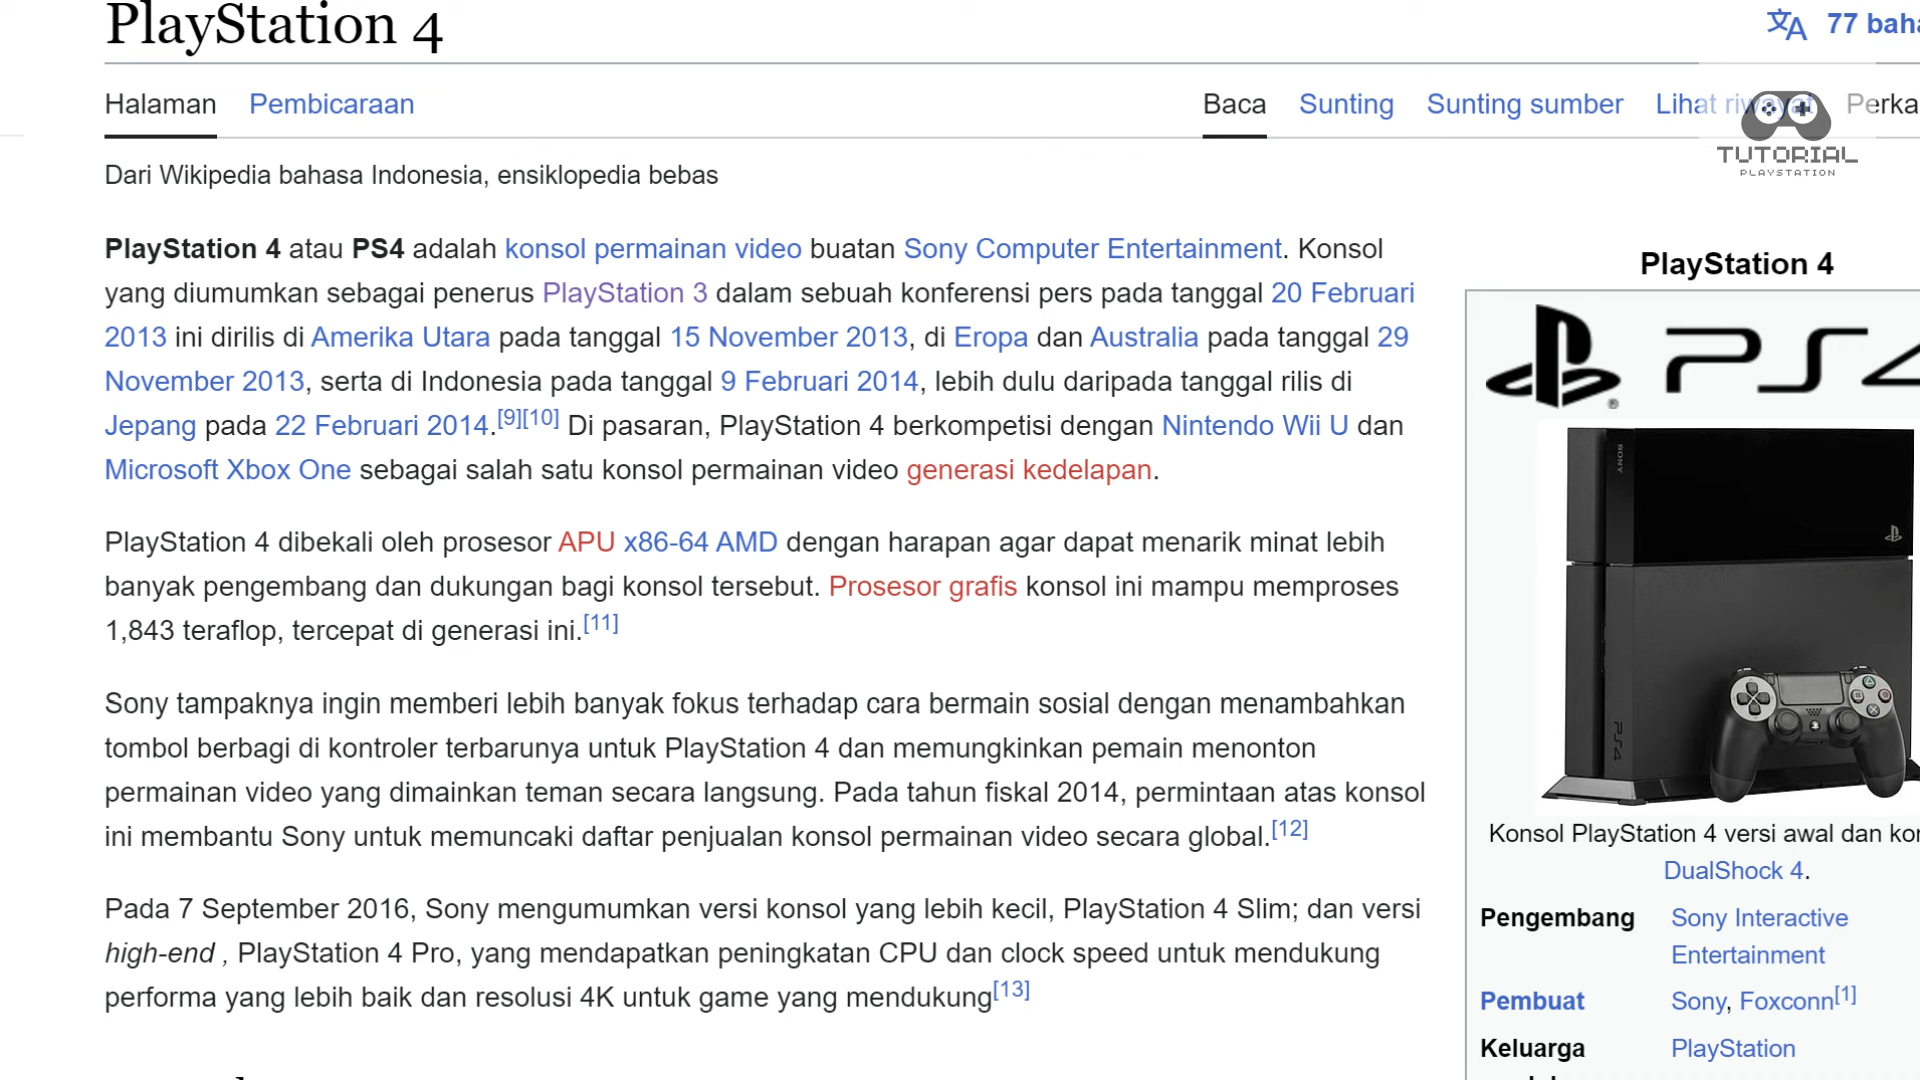 PlayStation 4
77 baha
Halaman Pembicaraan Baca Sunting Sunting sumber Lihat riwayat Perka
TUTORIAL
PLAYSTATION
Dari Wikipedia bahasa Indonesia, ensiklopedia bebas
PlayStation 4 atau PS4 adalah konsol permainan video buatan Sony Computer Entertainment. Konsol
yang diumumkan sebagai penerus PlayStation 3 dalam sebuah konferensi pers pada tanggal 20 Februari
2013 ini dirilis di Amerika Utara pada tanggal 15 November 2013, di Eropa dan Australia pada tanggal 29
November 2013, serta di Indonesia pada tanggal 9 Februari 2014, lebih dulu daripada tanggal rilis di
Jepang pada 22 Februari 2014.[9][10] Di pasaran, PlayStation 4 berkompetisi dengan Nintendo Wii U dan
Microsoft Xbox One sebagai salah satu konsol permainan video generasi kedelapan.
PlayStation 4 dibekali oleh prosesor APU x86-64 AMD dengan harapan agar dapat menarik minat lebih
banyak pengembang dan dukungan bagi konsol tersebut. Prosesor grafis konsol ini mampu memproses
1,843 teraflop, tercepat di generasi ini.[11]
Sony tampaknya ingin memberi lebih banyak fokus terhadap cara bermain sosial dengan menambahkan
tombol berbagi di kontroler terbarunya untuk PlayStation 4 dan memungkinkan pemain menonton
permainan video yang dimainkan teman secara langsung. Pada tahun fiskal 2014, permintaan atas konsol
ini membantu Sony untuk memuncaki daftar penjualan konsol permainan video secara global.[12]
Pada 7 September 2016, Sony mengumumkan versi konsol yang lebih kecil, PlayStation 4 Slim; dan versi
high-end , PlayStation 4 Pro, yang mendapatkan peningkatan CPU dan clock speed untuk mendukung
performa yang lebih baik dan resolusi 4K untuk game yang mendukung[13]
PlayStation 4
PS4
SONY
PS4
Konsol PlayStation 4 versi awal dan kon
DualShock 4.
Pengembang Sony Interactive
Entertainment
Pembuat Sony, Foxconn[1]
Keluarga PlayStation